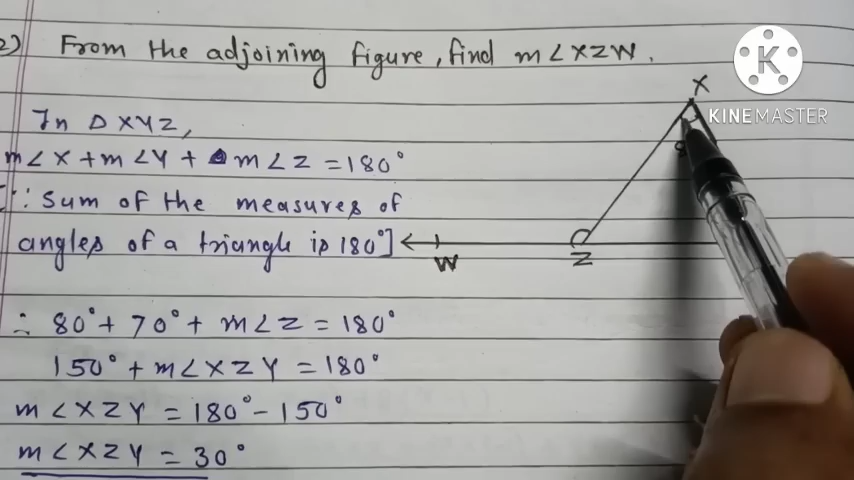 2) From the adjoining figure, find m∠XZW.
In △XYZ,
m∠X + m∠Y + m∠Z = 180°
[∵ Sum of the measures of
angles of a triangle is 180°]
∴ 80° + 70° + m∠Z = 180°
150° + m∠XZY = 180°
m∠XZY = 180° - 150°
m∠XZY = 30°
X
W
Z
K
KINEMASTER